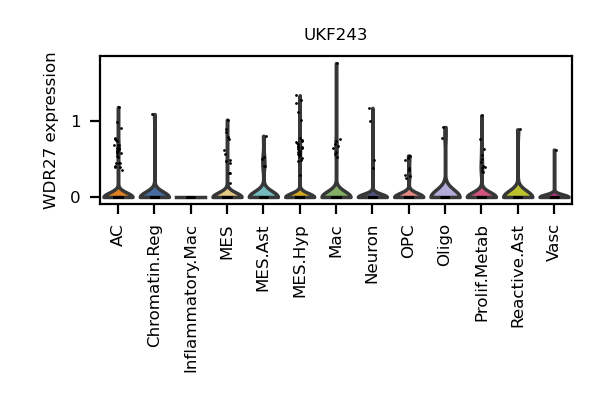 UKF243
WDR27 expression
1
0
AC
Chromatin.Reg
Inflammatory.Mac
MES
MES.Ast
MES.Hyp
Mac
Neuron
OPC
Oligo
Prolif.Metab
Reactive.Ast
Vasc